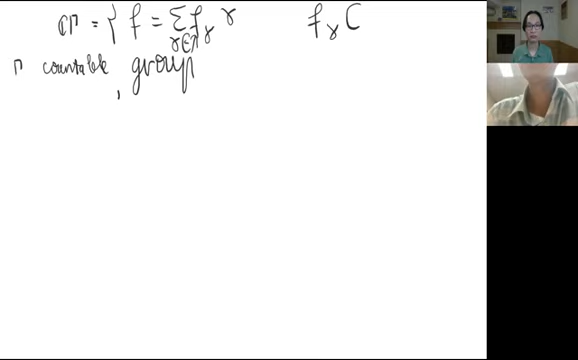 ℂΓ = { f = Σ_{γ∈Γ} f_γ γ    f_γ ℂ
Γ countable group
,